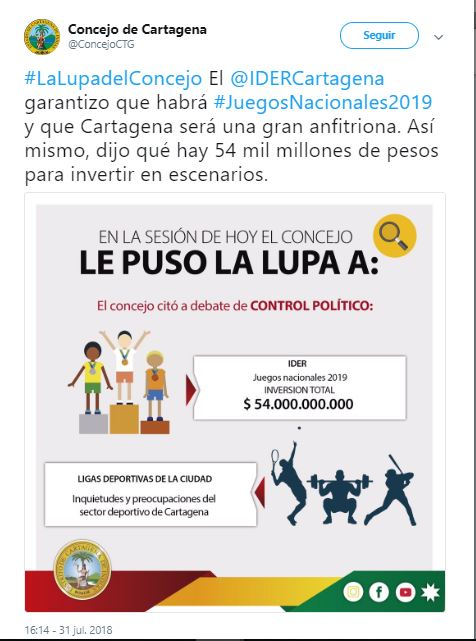 Concejo de Cartagena
@ConcejoCTG
Seguir
#LaLupadelConcejo El @IDERCartagena
garantizo que habrá #JuegosNacionales2019
y que Cartagena será una gran anfitriona. Así
mismo, dijo qué hay 54 mil millones de pesos
para invertir en escenarios.
EN LA SESIÓN DE HOY EL CONCEJO
LE PUSO LA LUPA A:
El concejo citó a debate de CONTROL POLÍTICO:
IDER
Juegos nacionales 2019
INVERSION TOTAL
$ 54.000.000.000
LIGAS DEPORTIVAS DE LA CIUDAD
Inquietudes y preocupaciones del
sector deportivo de Cartagena
16:14 - 31 jul. 2018